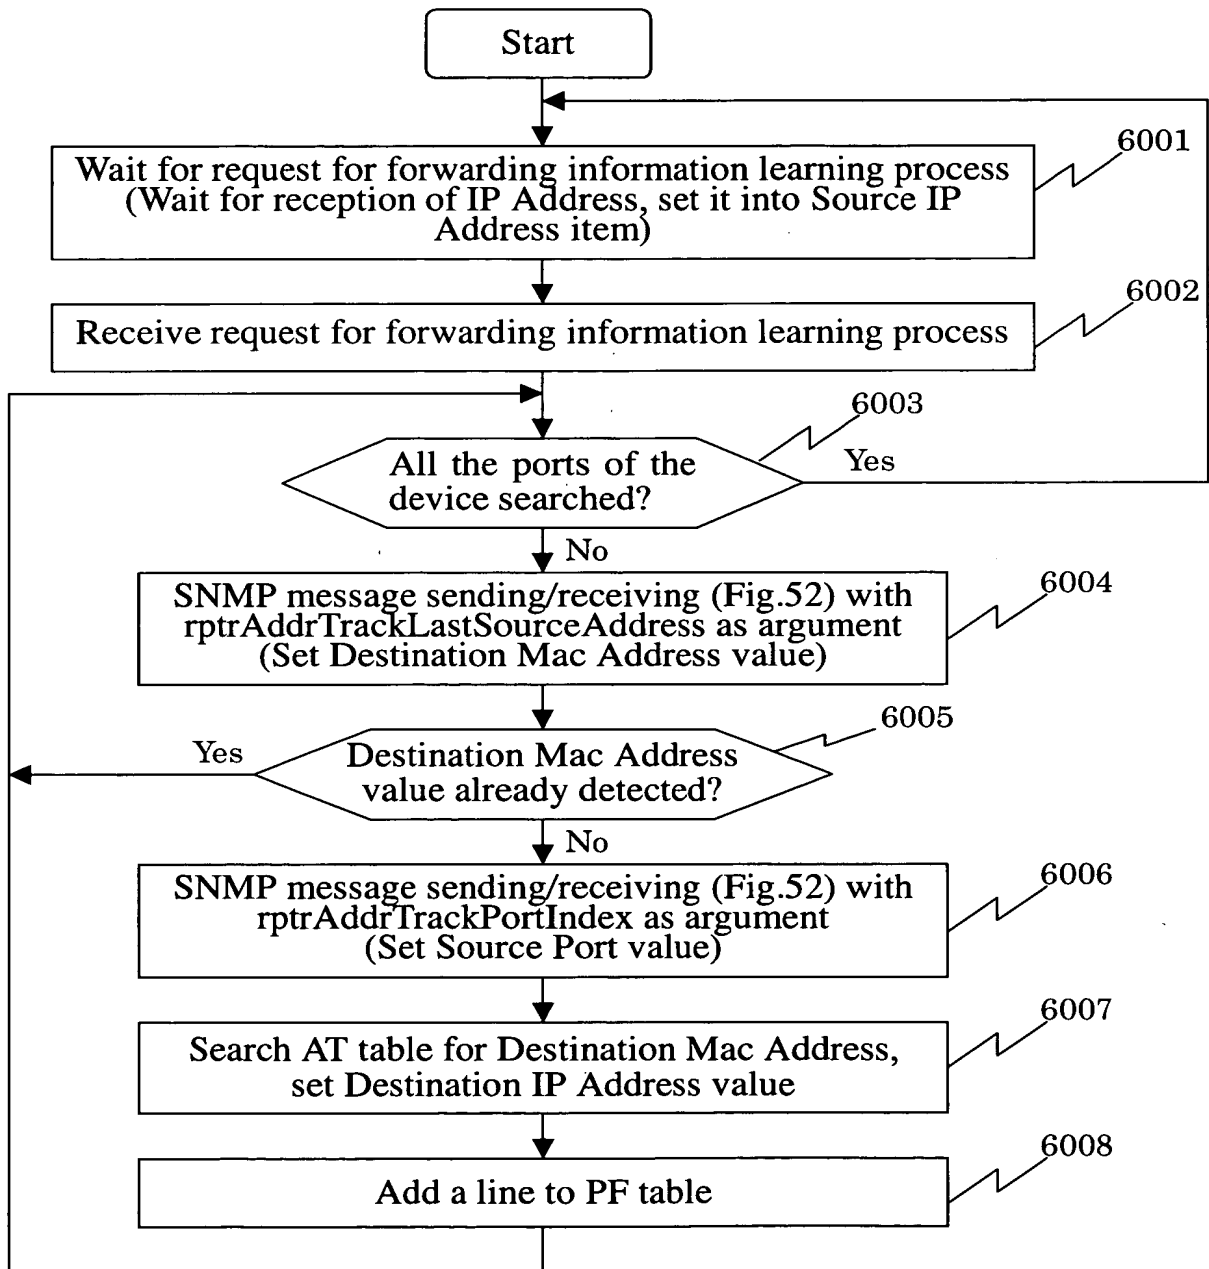 Start
6001
Wait for request for forwarding information learning process
(Wait for reception of IP Address, set it into Source IP
Address item)
6002
Receive request for forwarding information learning process
6003
All the ports of the
device searched?
Yes
No
6004
SNMP message sending/receiving (Fig.52) with
rptrAddrTrackLastSourceAddress as argument
(Set Destination Mac Address value)
6005
Yes
Destination Mac Address
value already detected?
No
6006
SNMP message sending/receiving (Fig.52) with
rptrAddrTrackPortIndex as argument
(Set Source Port value)
6007
Search AT table for Destination Mac Address,
set Destination IP Address value
6008
Add a line to PF table